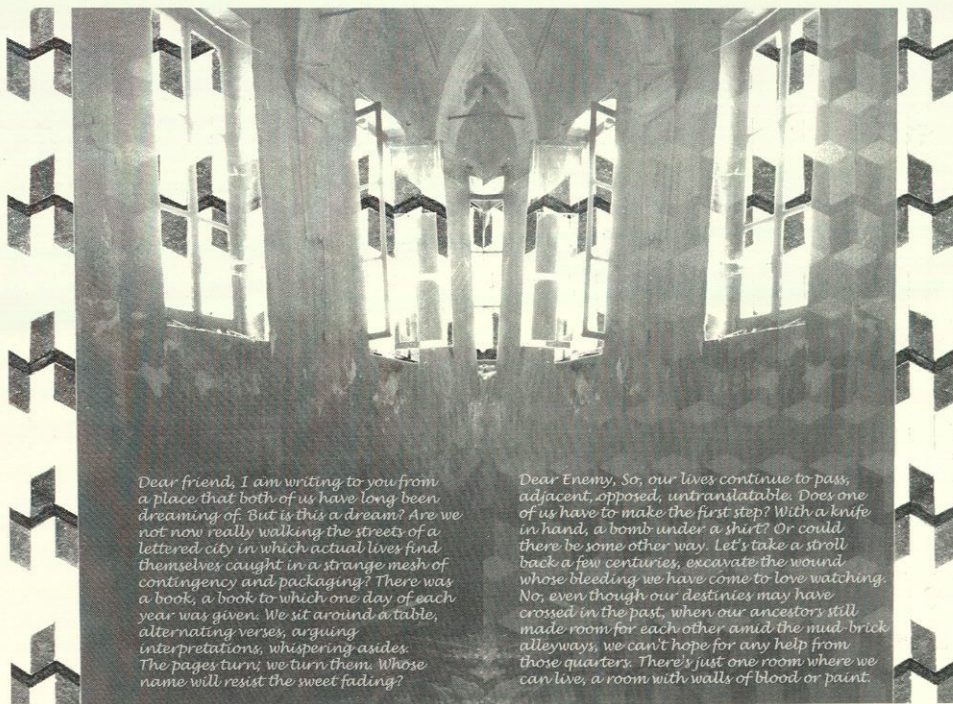 Dear friend, I am writing to you from
a place that both of us have long been
dreaming of. But is this a dream? Are we
not now really walking the streets of a
lettered city in which actual lives find
themselves caught in a strange mesh of
contingency and packaging? There was
a book, a book to which one day of each
year was given. We sit around a table,
alternating verses, arguing
interpretations, whispering asides.
The pages turn; we turn them. Whose
name will resist the sweet fading?
Dear Enemy, So, our lives continue to pass,
adjacent, opposed, untranslatable. Does one
of us have to make the first step? With a knife
in hand, a bomb under a shirt? Or could
there be some other way. Let's take a stroll
back a few centuries, excavate the wound
whose bleeding we have come to love watching.
No, even though our destinies may have
crossed in the past, when our ancestors still
made room for each other amid the mud-brick
alleyways, we can't hope for any help from
those quarters. There's just one room where we
can live, a room with walls of blood or paint.